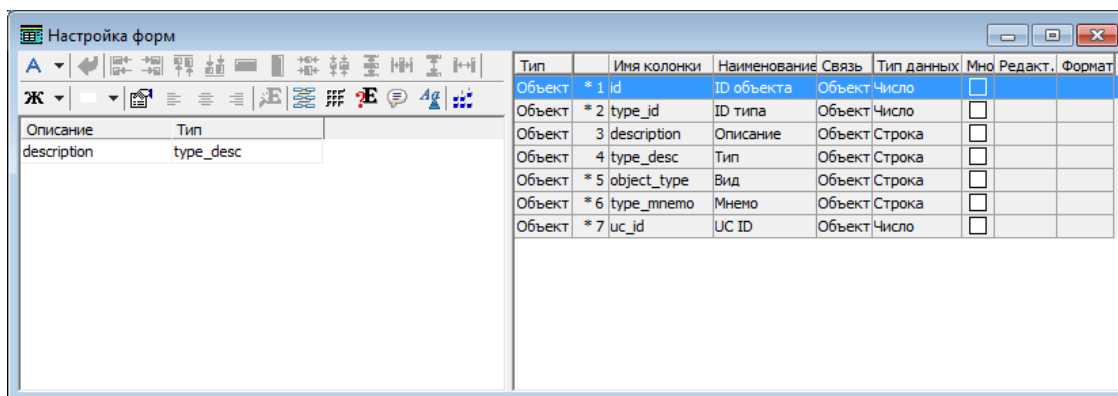 Настройка форм
A
Ж ?E Ag
Описание Тип
description type_desc
Тип Имя колонки Наименование Связь Тип данных Мно Редакт. Формат
Объект * 1 id ID объекта Объект Число
Объект * 2 type_id ID типа Объект Число
Объект 3 description Описание Объект Строка
Объект 4 type_desc Тип Объект Строка
Объект * 5 object_type Вид Объект Строка
Объект * 6 type_mnemo Мнемо Объект Строка
Объект * 7 uc_id UC ID Объект Число